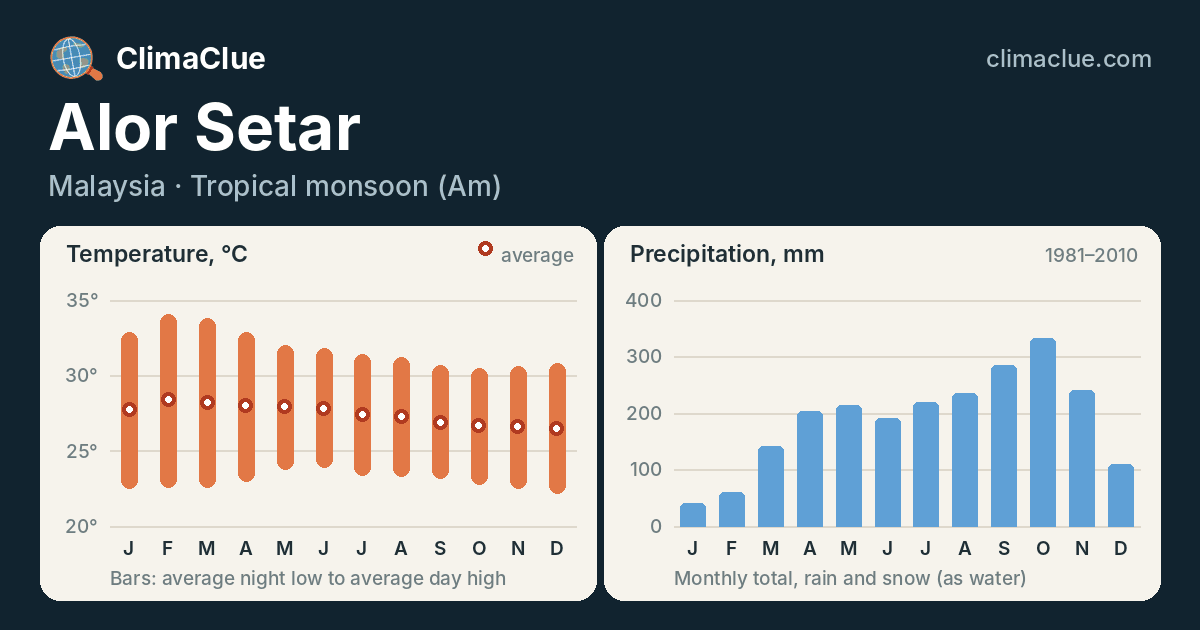 ClimaClue
climaclue.com
Alor Setar
Malaysia · Tropical monsoon (Am)
Temperature, °C
average
35°
30°
25°
20°
J F M A M J J A S O N D
Bars: average night low to average day high
Precipitation, mm
1981–2010
400
300
200
100
0
J F M A M J J A S O N D
Monthly total, rain and snow (as water)